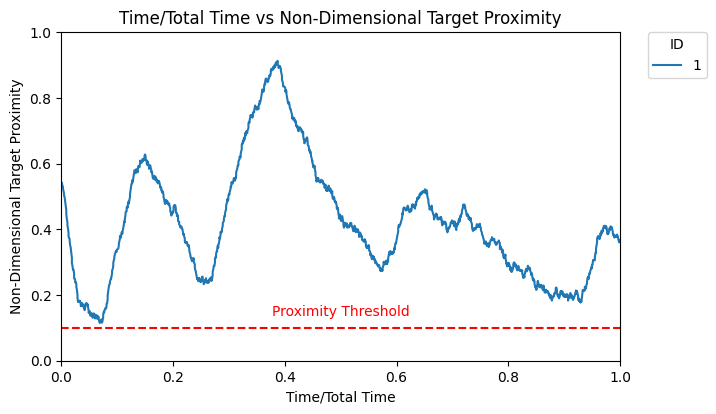 Time/Total Time vs Non-Dimensional Target Proximity
ID
1
Non-Dimensional Target Proximity
1.0
0.8
0.6
0.4
0.2
0.0
Proximity Threshold
0.0 0.2 0.4 0.6 0.8 1.0
Time/Total Time